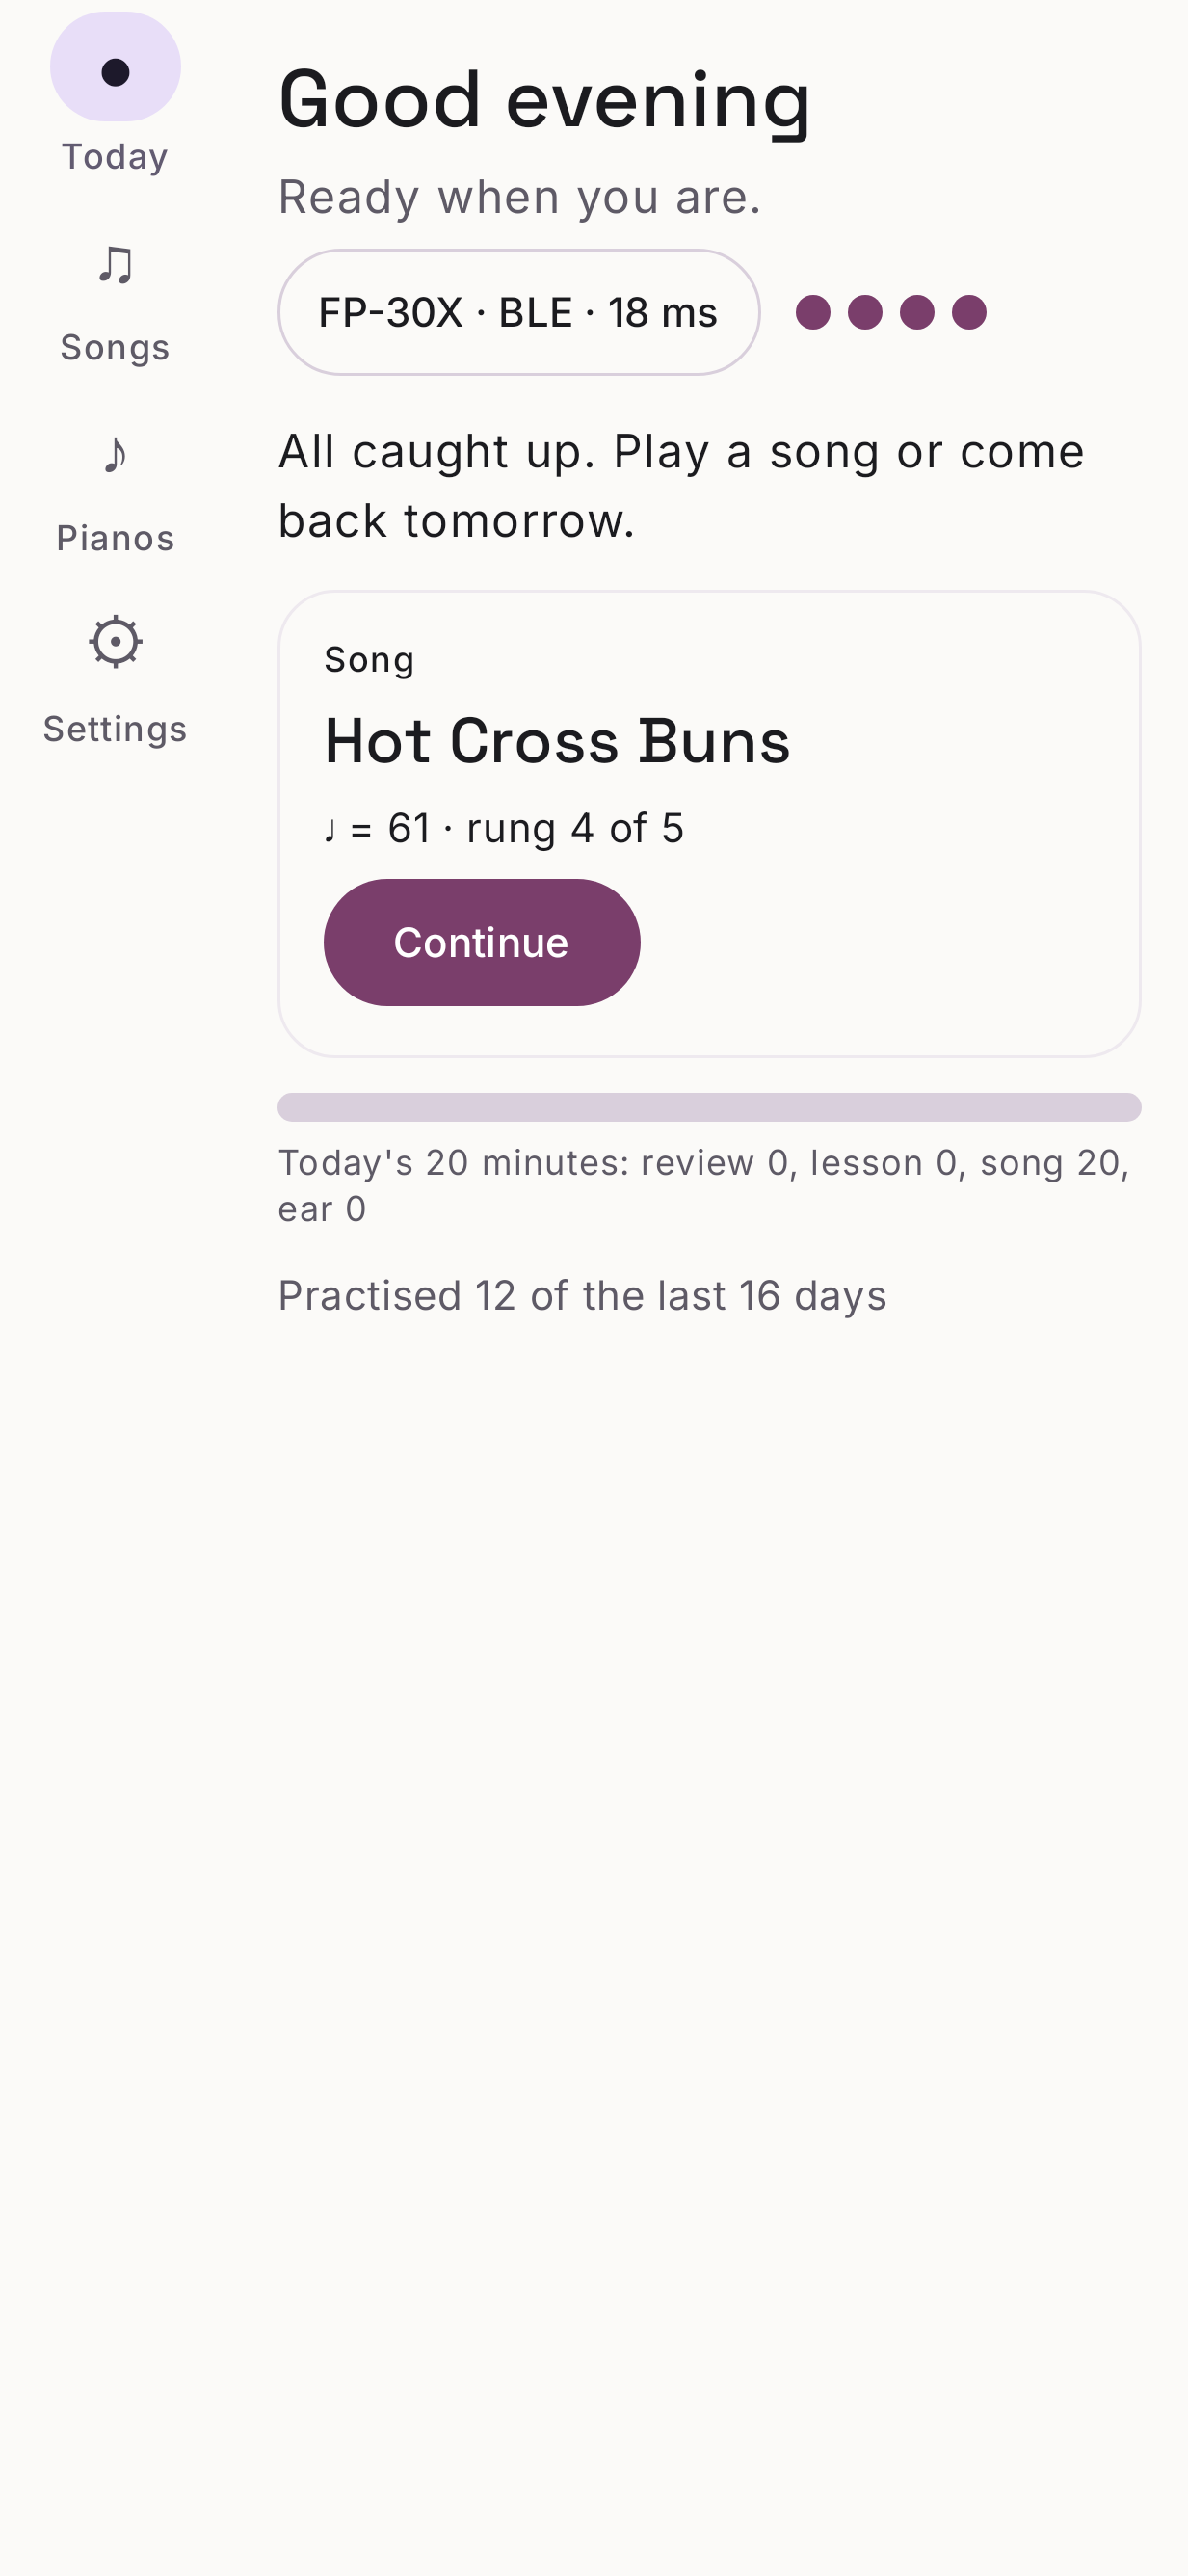 Today
Songs
Pianos
Settings
Good evening
Ready when you are.
FP-30X · BLE · 18 ms
All caught up. Play a song or come
back tomorrow.
Song
Hot Cross Buns
♩ = 61 · rung 4 of 5
Continue
Today's 20 minutes: review 0, lesson 0, song 20,
ear 0
Practised 12 of the last 16 days